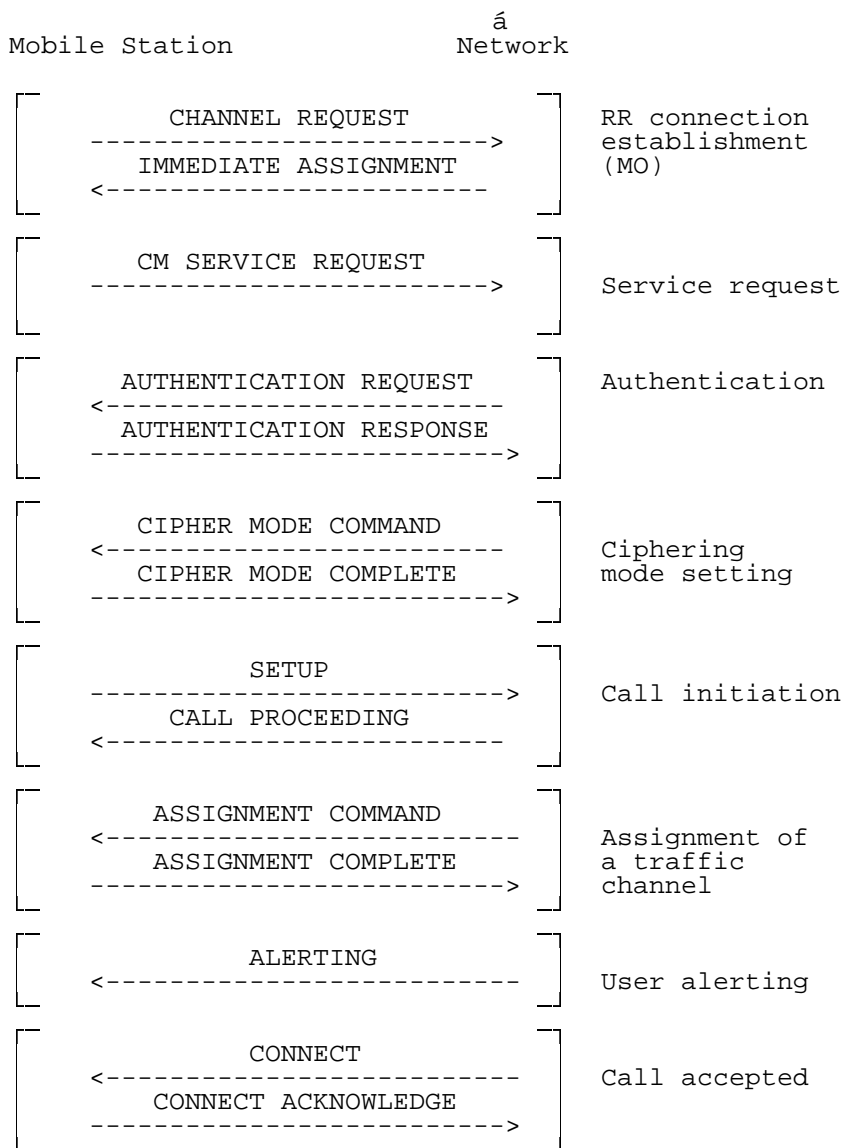 á
Mobile Station Network
CHANNEL REQUEST RR connection
-------------------------> establishment
IMMEDIATE ASSIGNMENT (MO)
<------------------------
CM SERVICE REQUEST
-------------------------> Service request
AUTHENTICATION REQUEST Authentication
<-------------------------
AUTHENTICATION RESPONSE
-------------------------->
CIPHER MODE COMMAND
<------------------------- Ciphering
CIPHER MODE COMPLETE mode setting
-------------------------->
SETUP
--------------------------> Call initiation
CALL PROCEEDING
<-------------------------
ASSIGNMENT COMMAND
<-------------------------- Assignment of
ASSIGNMENT COMPLETE a traffic
--------------------------> channel
ALERTING
<-------------------------- User alerting
CONNECT
<-------------------------- Call accepted
CONNECT ACKNOWLEDGE
-------------------------->